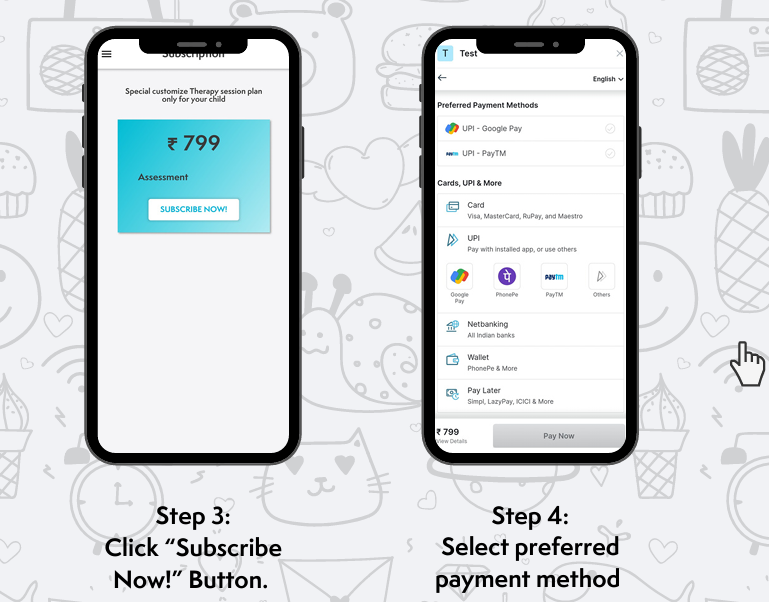 Subscription
Special customize Therapy session plan
only for your child
₹ 799
Assessment
SUBSCRIBE NOW!
Step 3:
Click “Subscribe
Now!” Button.
T Test
English
Preferred Payment Methods
UPI - Google Pay
UPI - PayTM
Cards, UPI & More
Card
Visa, MasterCard, RuPay, and Maestro
UPI
Pay with installed app, or use others
Google
Pay
PhonePe
PayTM
Others
Netbanking
All Indian banks
Wallet
PhonePe & More
Pay Later
Simpl, LazyPay, ICICI & More
₹ 799
View Details
Pay Now
Step 4:
Select preferred
payment method